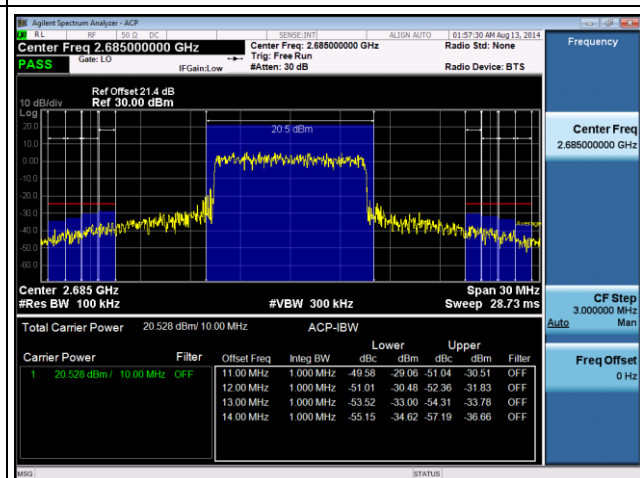 Agilent Spectrum Analyzer - ACP
RL RF 50 Ω DC SENSE:INT ALIGN AUTO 01:57:30 AM Aug 13, 2014
Center Freq 2.685000000 GHz Center Freq: 2.685000000 GHz Radio Std: None
PASS Gate: LO IFGain:Low Trig: Free Run
#Atten: 30 dB Radio Device: BTS
Ref Offset 21.4 dB
10 dB/div Ref 30.00 dBm
Log
20.0
20.5 dBm
10.0
0.00
-10.0
-20.0
-30.0
Average
-40.0
-50.0
-60.0
Center 2.685 GHz Span 30 MHz
#Res BW 100 kHz #VBW 300 kHz Sweep 28.73 ms
Total Carrier Power 20.528 dBm/ 10.00 MHz ACP-IBW
Lower Upper
Carrier Power Filter Offset Freq Integ BW dBc dBm dBc dBm Filter
1 20.528 dBm / 10.00 MHz OFF 11.00 MHz 1.000 MHz -49.58 -29.06 -51.04 -30.51 OFF
12.00 MHz 1.000 MHz -51.01 -30.48 -52.36 -31.83 OFF
13.00 MHz 1.000 MHz -53.52 -33.00 -54.31 -33.78 OFF
14.00 MHz 1.000 MHz -55.15 -34.62 -57.19 -36.66 OFF
MSG STATUS
Frequency
Center Freq
2.685000000 GHz
CF Step
3.000000 MHz
Auto Man
Freq Offset
0 Hz